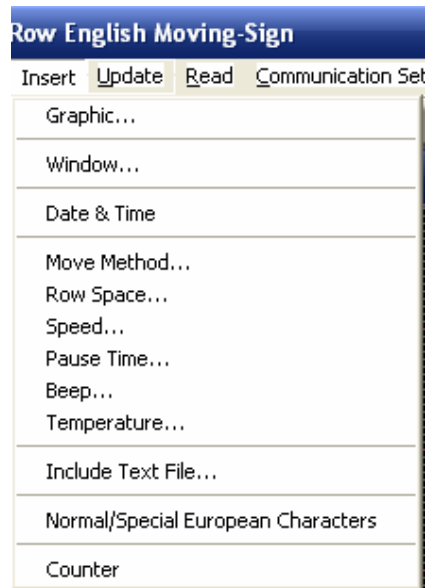 Row English Moving-Sign
Insert Update Read Communication Set
Graphic...
Window...
Date & Time
Move Method...
Row Space...
Speed...
Pause Time...
Beep...
Temperature...
Include Text File...
Normal/Special European Characters
Counter